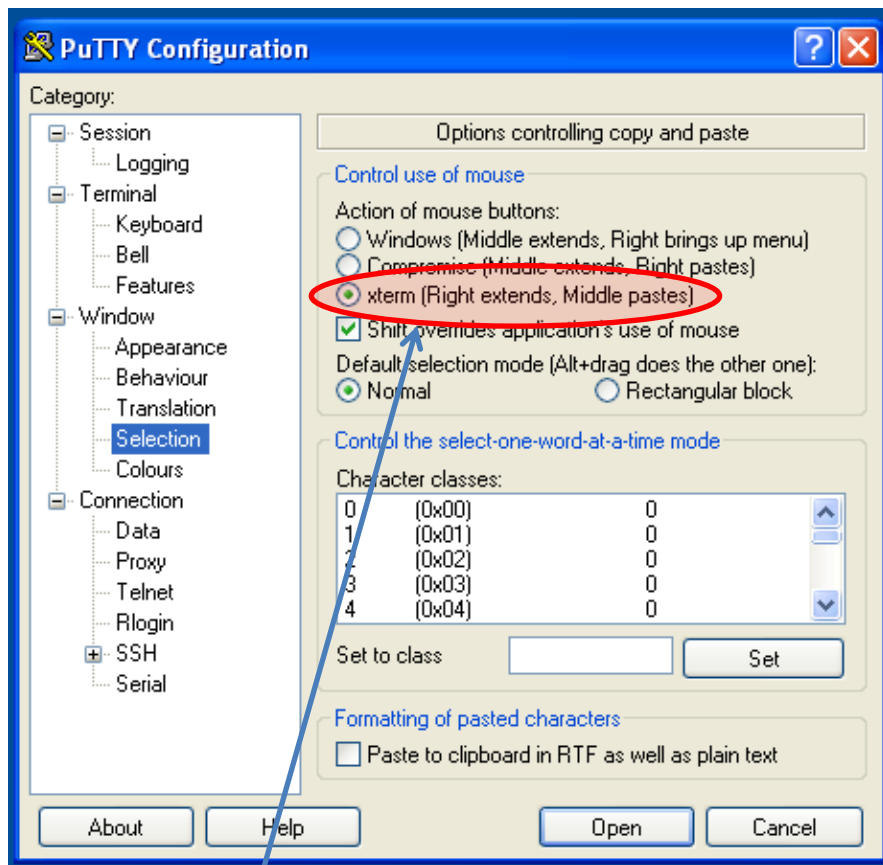 PuTTY Configuration
Category:
Session
Logging
Terminal
Keyboard
Bell
Features
Window
Appearance
Behaviour
Translation
Selection
Colours
Connection
Data
Proxy
Telnet
Rlogin
SSH
Serial
Options controlling copy and paste
Control use of mouse
Action of mouse buttons:
Windows (Middle extends, Right brings up menu)
Compromise (Middle extends, Right pastes)
xterm (Right extends, Middle pastes)
Shift overrides application's use of mouse
Default selection mode (Alt+drag does the other one):
Normal Rectangular block
Control the select-one-word-at-a-time mode
Character classes:
0 (0x00) 0
1 (0x01) 0
2 (0x02) 0
3 (0x03) 0
4 (0x04) 0
Set to class Set
Formatting of pasted characters
Paste to clipboard in RTF as well as plain text
About Help Open Cancel